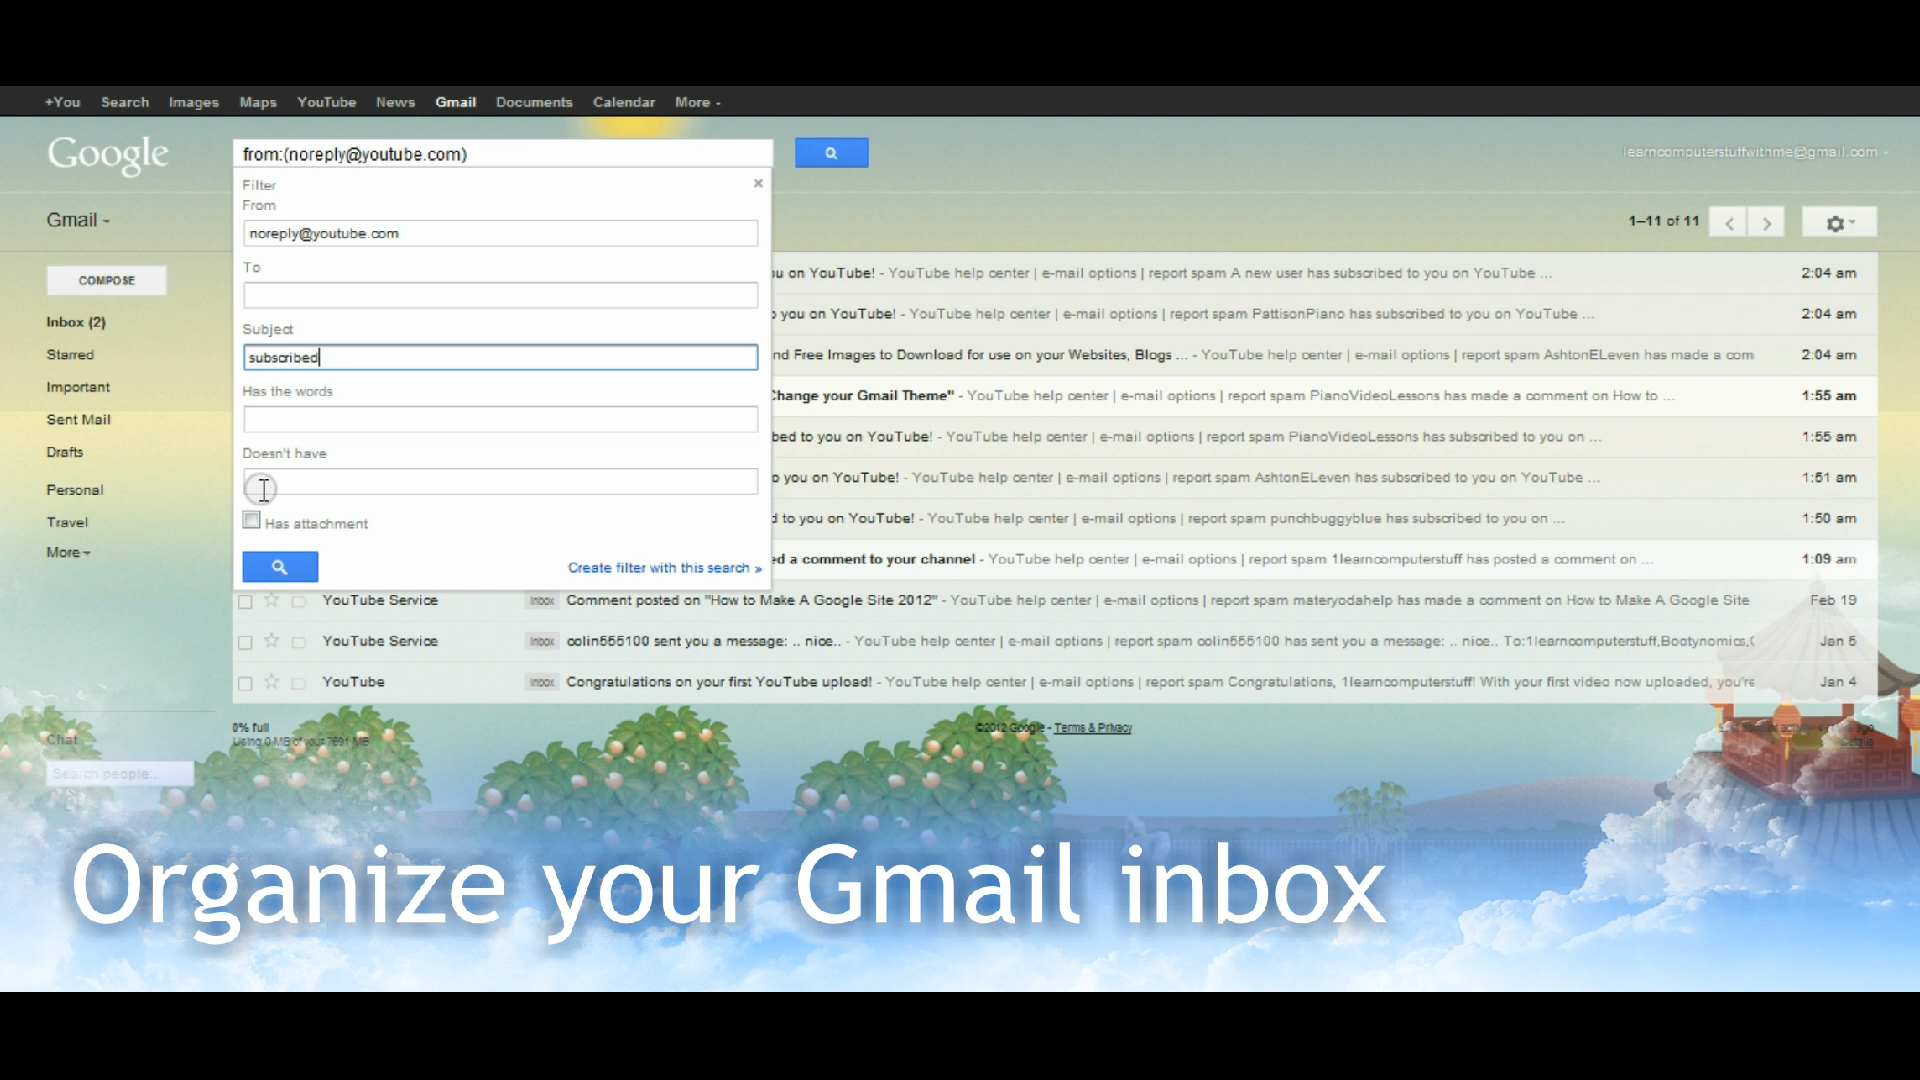 +You Search Images Maps YouTube News Gmail Documents Calendar More
Google
from:(noreply@youtube.com)
learncomputerstuffwithme@gmail.com
Filter
From
noreply@youtube.com
Gmail
1–11 of 11
To
COMPOSE
u on YouTube! - YouTube help center | e-mail options | report spam A new user has subscribed to you on YouTube ... 2:04 am
Inbox (2)
Subject
you on YouTube! - YouTube help center | e-mail options | report spam PattisonPiano has subscribed to you on YouTube ... 2:04 am
Starred
subscribed
nd Free Images to Download for use on your Websites, Blogs ... - YouTube help center | e-mail options | report spam AshtonELeven has made a com 2:04 am
Important
Has the words
Change your Gmail Theme" - YouTube help center | e-mail options | report spam PianoVideoLessons has made a comment on How to ... 1:55 am
Sent Mail
bed to you on YouTube! - YouTube help center | e-mail options | report spam PianoVideoLessons has subscribed to you on ... 1:55 am
Drafts
Doesn't have
o you on YouTube! - YouTube help center | e-mail options | report spam AshtonELeven has subscribed to you on YouTube ... 1:51 am
Personal
Travel
Has attachment
d to you on YouTube! - YouTube help center | e-mail options | report spam punchbuggyblue has subscribed to you on ... 1:50 am
More
Create filter with this search »
ed a comment to your channel - YouTube help center | e-mail options | report spam 1learncomputerstuff has posted a comment on ... 1:09 am
YouTube Service Inbox Comment posted on "How to Make A Google Site 2012" - YouTube help center | e-mail options | report spam materyodahelp has made a comment on How to Make A Google Site Feb 19
YouTube Service Inbox colin555100 sent you a message: .. nice.. - YouTube help center | e-mail options | report spam colin555100 has sent you a message: .. nice.. To:1learncomputerstuff,Bootynomics, Jan 5
YouTube Inbox Congratulations on your first YouTube upload! - YouTube help center | e-mail options | report spam Congratulations, 1learncomputerstuff! With your first video now uploaded, you're Jan 4
0% full
Using 0 MB of your 7691 MB
©2012 Google - Terms & Privacy
Chat
Search people...
Organize your Gmail inbox